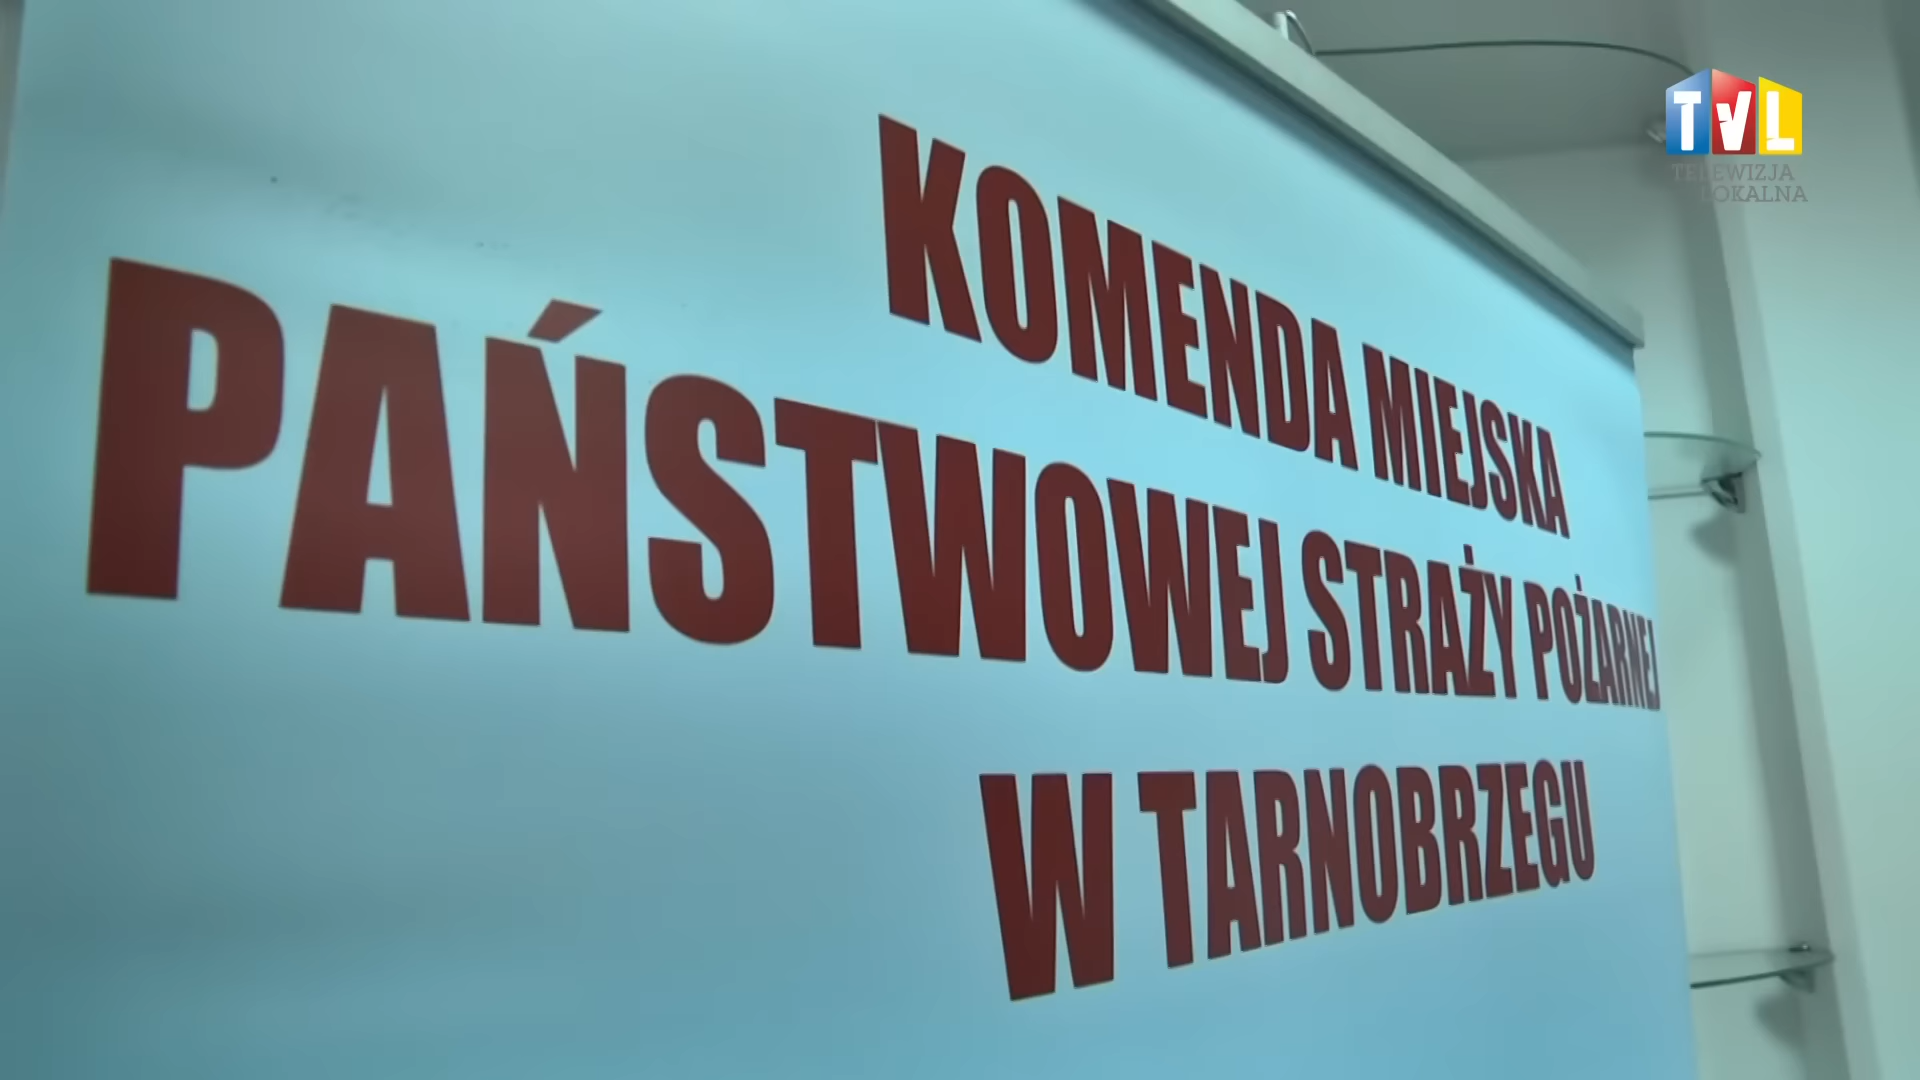 KOMENDA MIEJSKA
PAŃSTWOWEJ STRAŻY POŻARNEJ
W TARNOBRZEGU
TVL
TELEWIZJA
LOKALNA